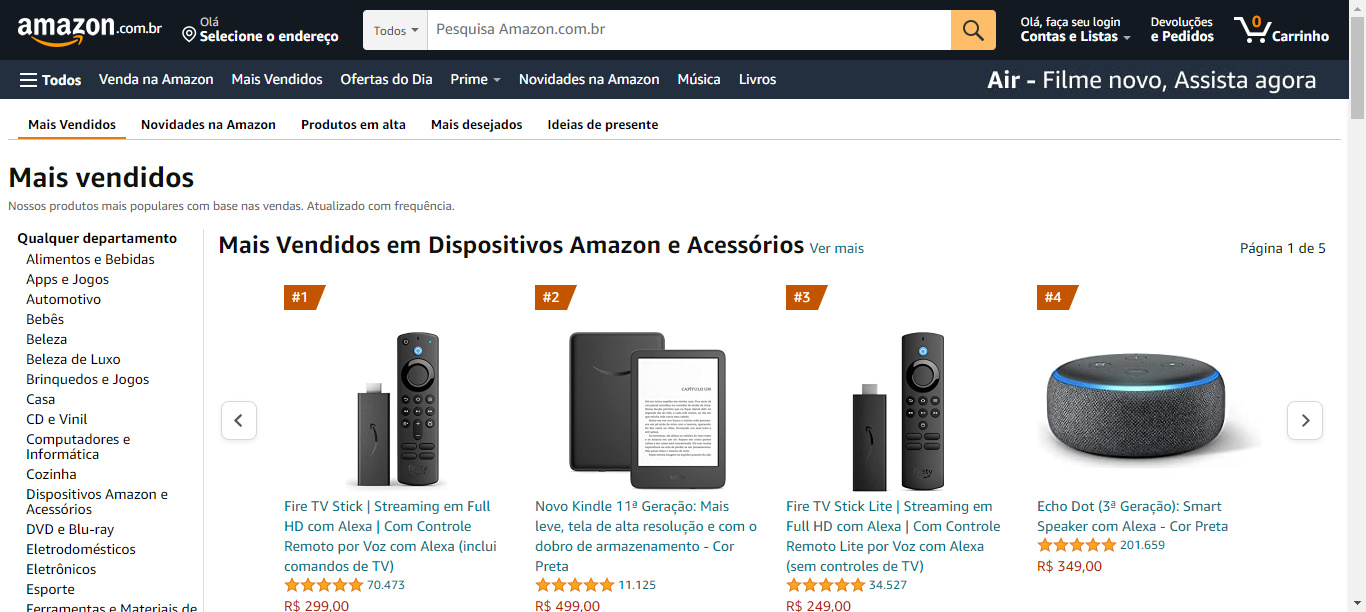 amazon.com.br
Olá
Selecione o endereço
Todos
Pesquisa Amazon.com.br
Olá, faça seu login
Contas e Listas
Devoluções
e Pedidos
0
Carrinho
Todos
Venda na Amazon
Mais Vendidos
Ofertas do Dia
Prime
Novidades na Amazon
Música
Livros
Air - Filme novo, Assista agora
Mais Vendidos
Novidades na Amazon
Produtos em alta
Mais desejados
Ideias de presente
Mais vendidos
Nossos produtos mais populares com base nas vendas. Atualizado com frequência.
Qualquer departamento
Alimentos e Bebidas
Apps e Jogos
Automotivo
Bebês
Beleza
Beleza de Luxo
Brinquedos e Jogos
Casa
CD e Vinil
Computadores e
Informática
Cozinha
Dispositivos Amazon e
Acessórios
DVD e Blu-ray
Eletrodomésticos
Eletrônicos
Esporte
Ferramentas e Materiais de
Mais Vendidos em Dispositivos Amazon e Acessórios Ver mais
Página 1 de 5
#1
Fire TV Stick | Streaming em Full
HD com Alexa | Com Controle
Remoto por Voz com Alexa (inclui
comandos de TV)
70.473
R$ 299,00
#2
CAPÍTULO UM
Novo Kindle 11ª Geração: Mais
leve, tela de alta resolução e com o
dobro de armazenamento - Cor
Preta
11.125
R$ 499,00
#3
Fire TV Stick Lite | Streaming em
Full HD com Alexa | Com Controle
Remoto Lite por Voz com Alexa
(sem controles de TV)
34.527
R$ 249,00
#4
Echo Dot (3ª Geração): Smart
Speaker com Alexa - Cor Preta
201.659
R$ 349,00